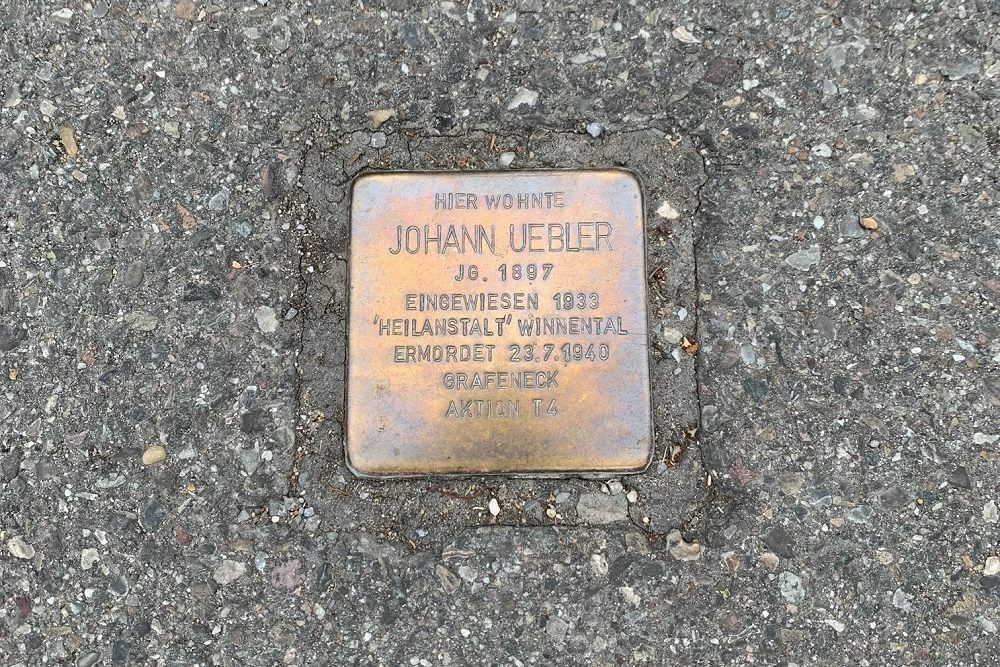 HIER WOHNTE
JOHANN UEBLER
JG. 1897
EINGEWIESEN 1933
'HEILANSTALT' WINNENTAL
ERMORDET 23.7.1940
GRAFENECK
AKTION T4